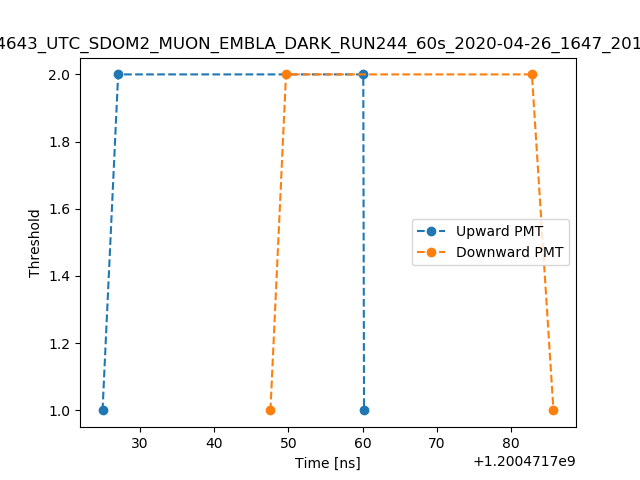 4643_UTC_SDOM2_MUON_EMBLA_DARK_RUN244_60s_2020-04-26_1647_201
2.0
1.8
1.6
1.4
1.2
1.0
Threshold
Upward PMT
Downward PMT
30 40 50 60 70 80
Time [ns]
+1.2004717e9